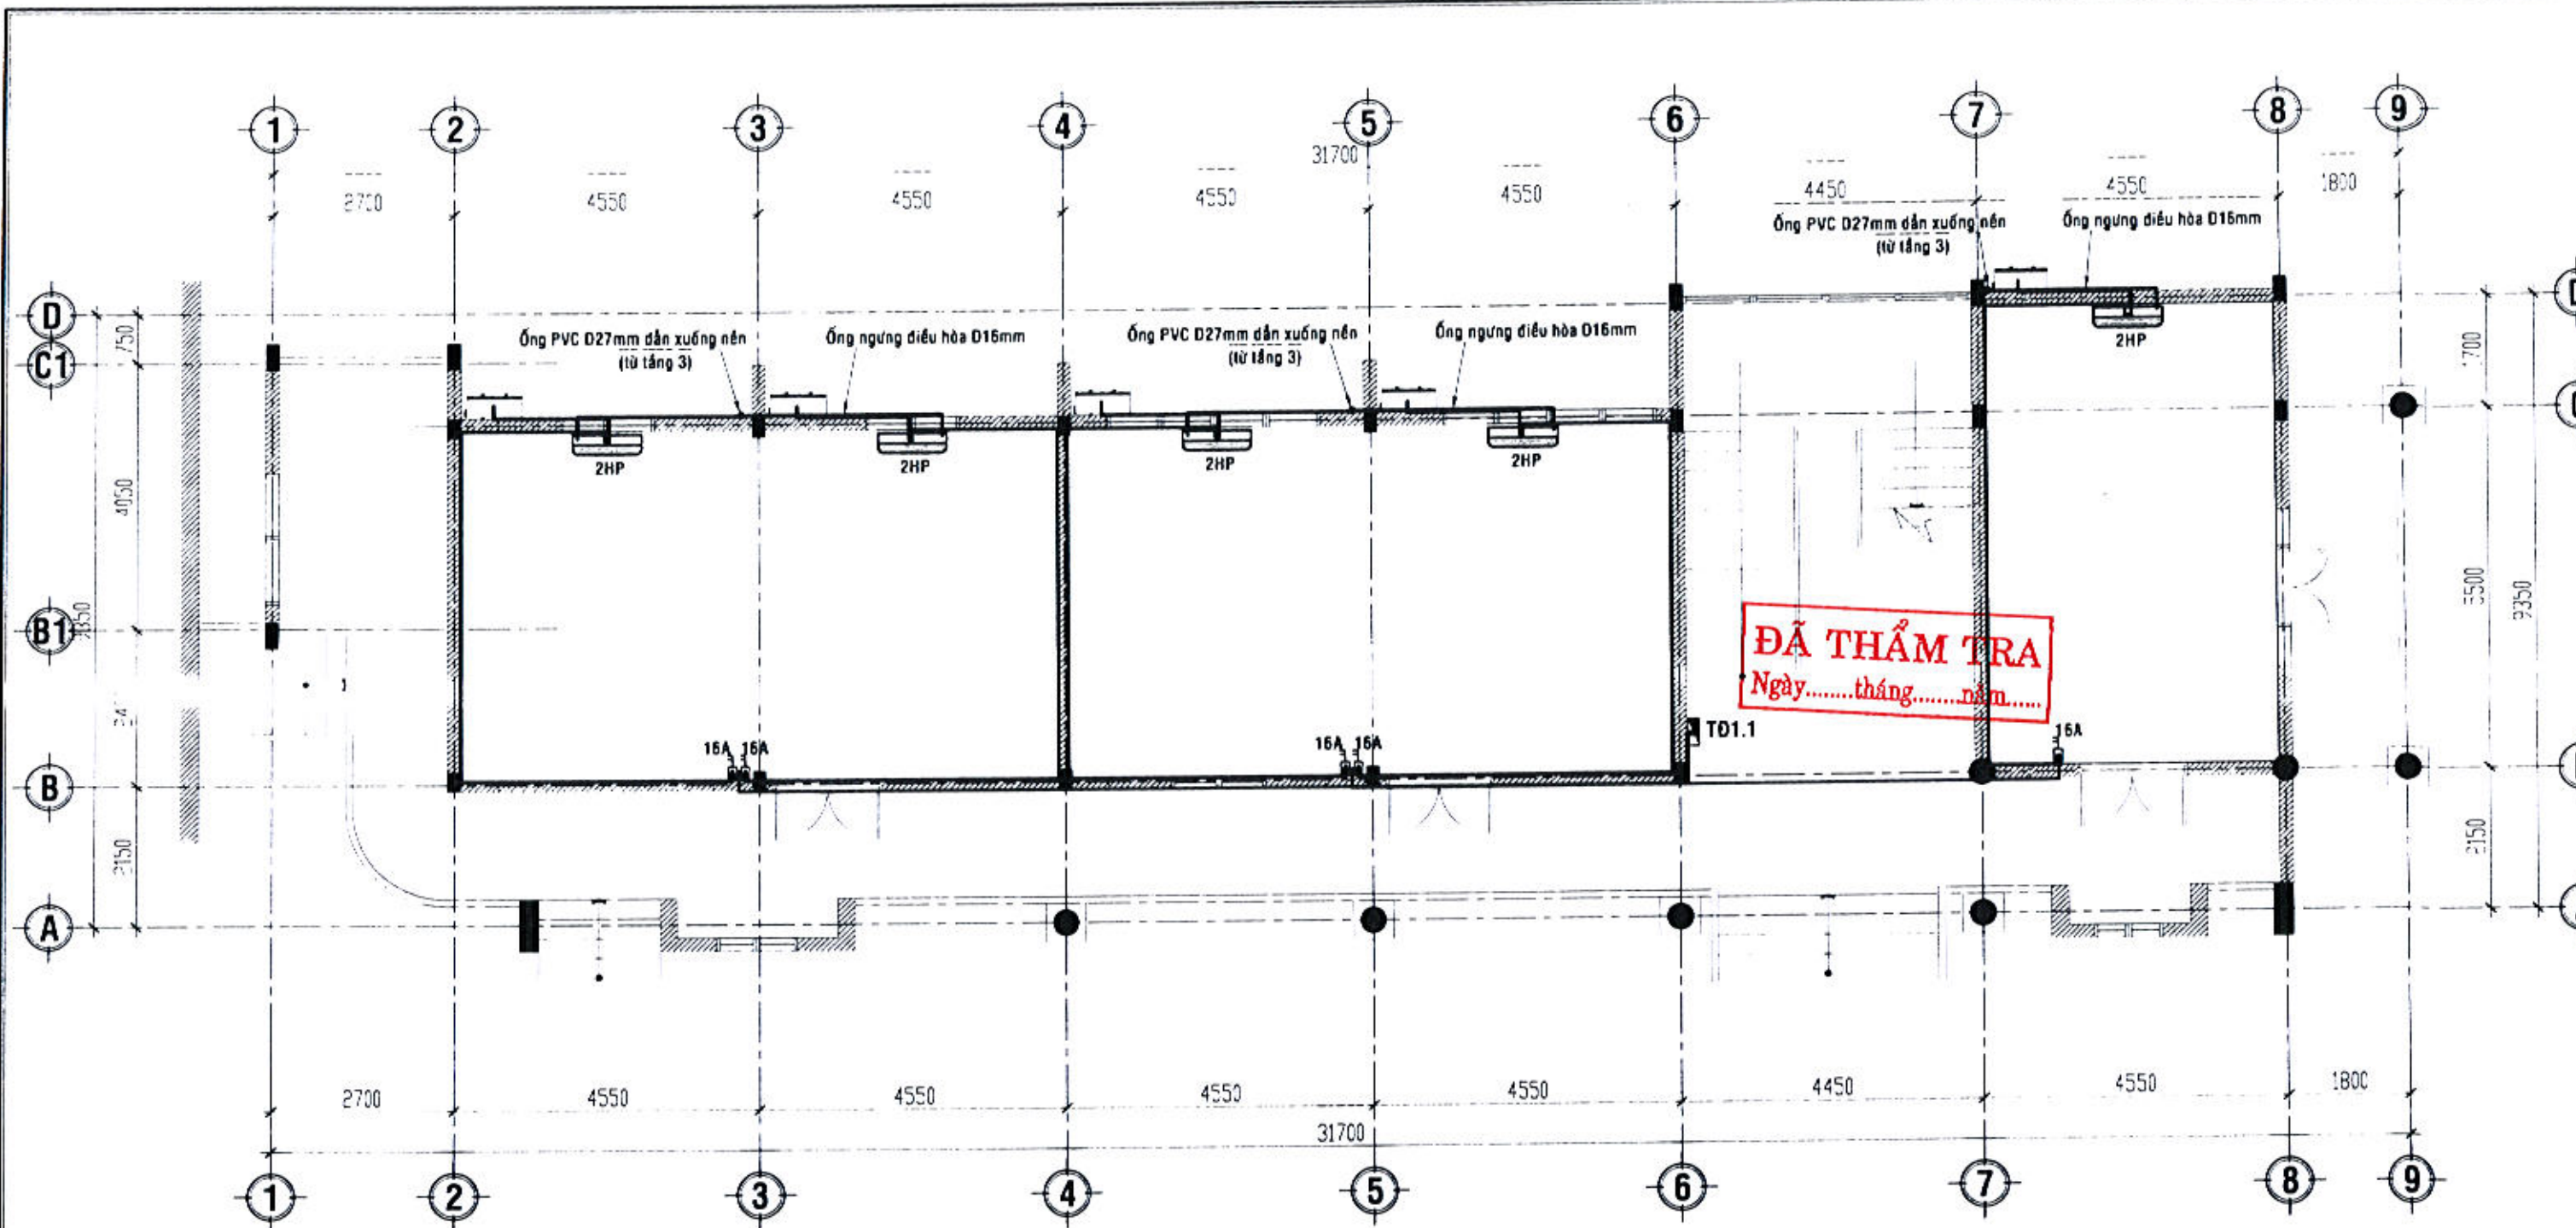 1 2 3 4 5 6 7 8 9
31700
2700 4550 4550 4550 4550 4450 4550 1800
Ống PVC D27mm dẫn xuống nền
(từ tầng 3)
Ống ngưng điều hòa D16mm
Ống PVC D27mm dẫn xuống nền
(từ tầng 3)
Ống ngưng điều hòa D16mm
Ống PVC D27mm dẫn xuống nền
(từ tầng 3)
Ống ngưng điều hòa D16mm
D
C1
B1
B
A
750
4050
2150
2HP
2HP
2HP
2HP
2HP
1700
5500
9350
2150
ĐÃ THẨM TRA
Ngày........tháng........năm......
16A 16A
16A 16A
TĐ1.1
16A
2700 4550 4550 4550 4550 4450 4550 1800
31700
1 2 3 4 5 6 7 8 9